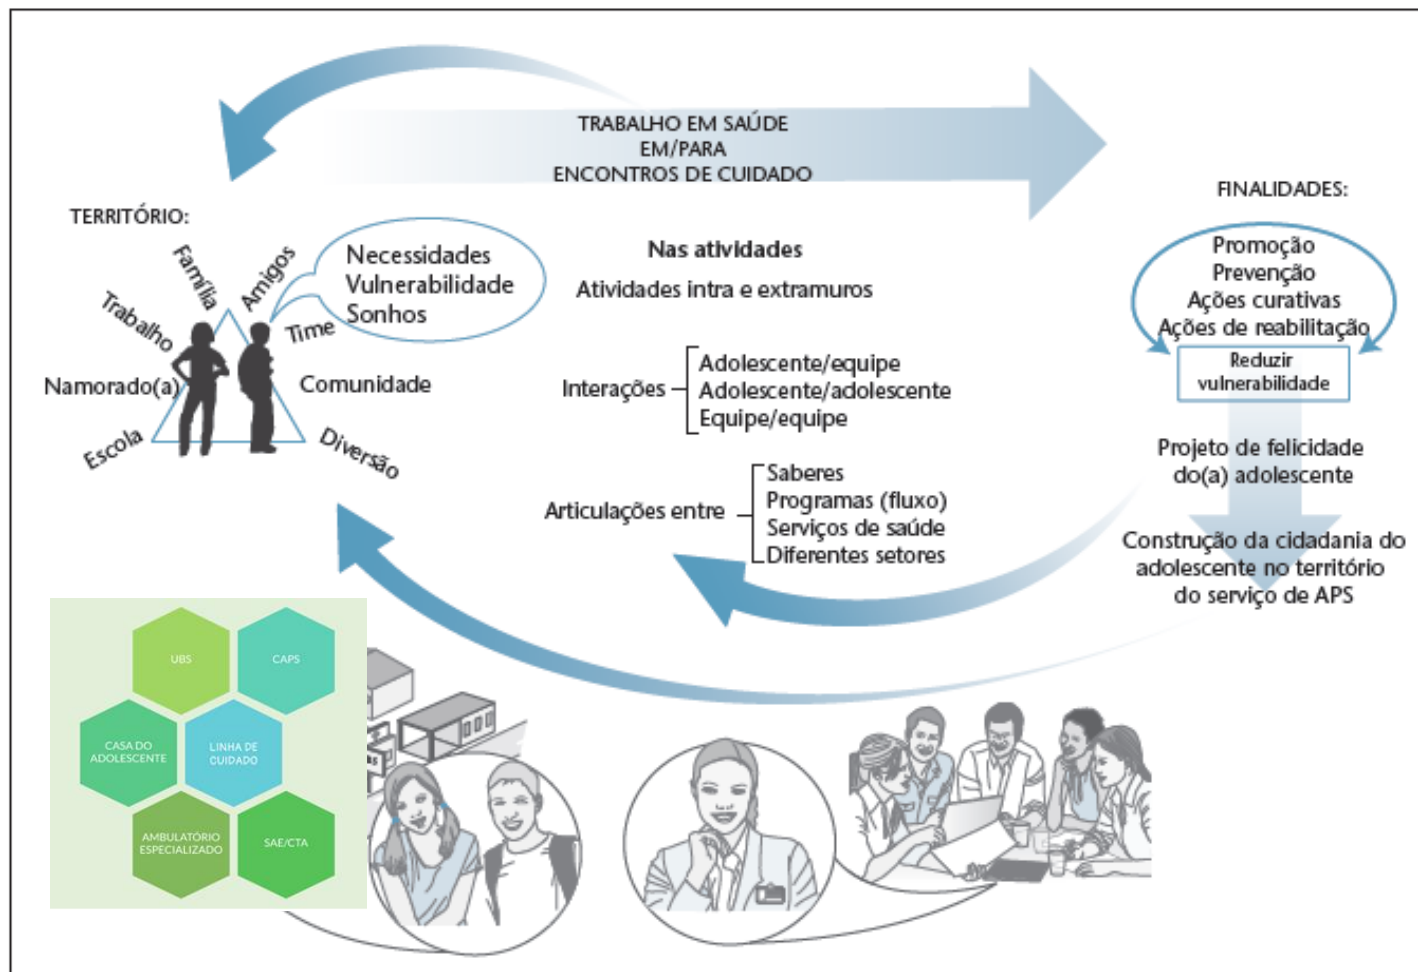 TRABALHO EM SAÚDE
EM/PARA
ENCONTROS DE CUIDADO
TERRITÓRIO:
Família
Amigos
Trabalho
Time
Namorado(a)
Comunidade
Escola
Diversão
Necessidades
Vulnerabilidade
Sonhos
Nas atividades
Atividades intra e extramuros
Interações
Adolescente/equipe
Adolescente/adolescente
Equipe/equipe
Articulações entre
Saberes
Programas (fluxo)
Serviços de saúde
Diferentes setores
FINALIDADES:
Promoção
Prevenção
Ações curativas
Ações de reabilitação
Reduzir
vulnerabilidade
Projeto de felicidade
do(a) adolescente
Construção da cidadania do
adolescente no território
do serviço de APS
UBS
CAPS
CASA DO
ADOLESCENTE
LINHA DE
CUIDADO
AMBULATÓRIO
ESPECIALIZADO
SAE/CTA